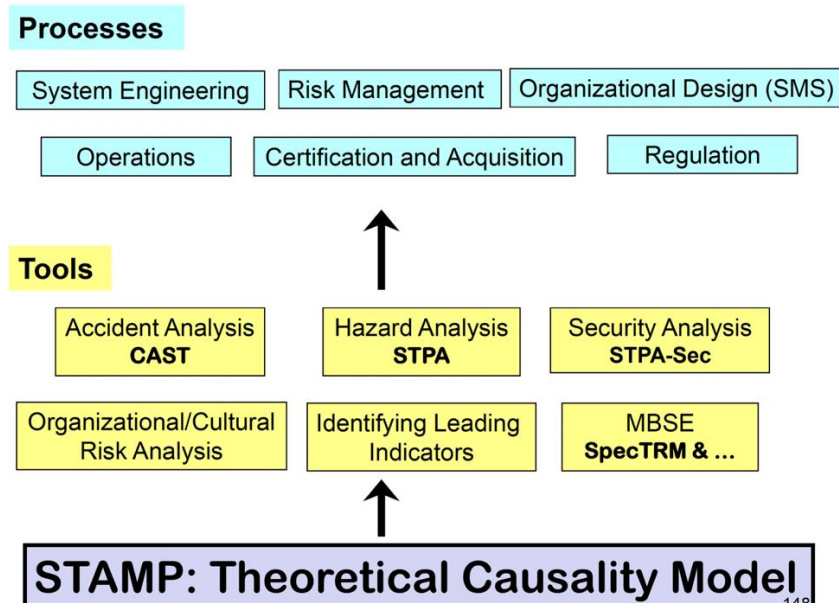 Processes
System Engineering
Risk Management
Organizational Design (SMS)
Operations
Certification and Acquisition
Regulation
Tools
Accident Analysis
CAST
Hazard Analysis
STPA
Security Analysis
STPA-Sec
Organizational/Cultural
Risk Analysis
Identifying Leading
Indicators
MBSE
SpecTRM & ...
STAMP: Theoretical Causality Model
148